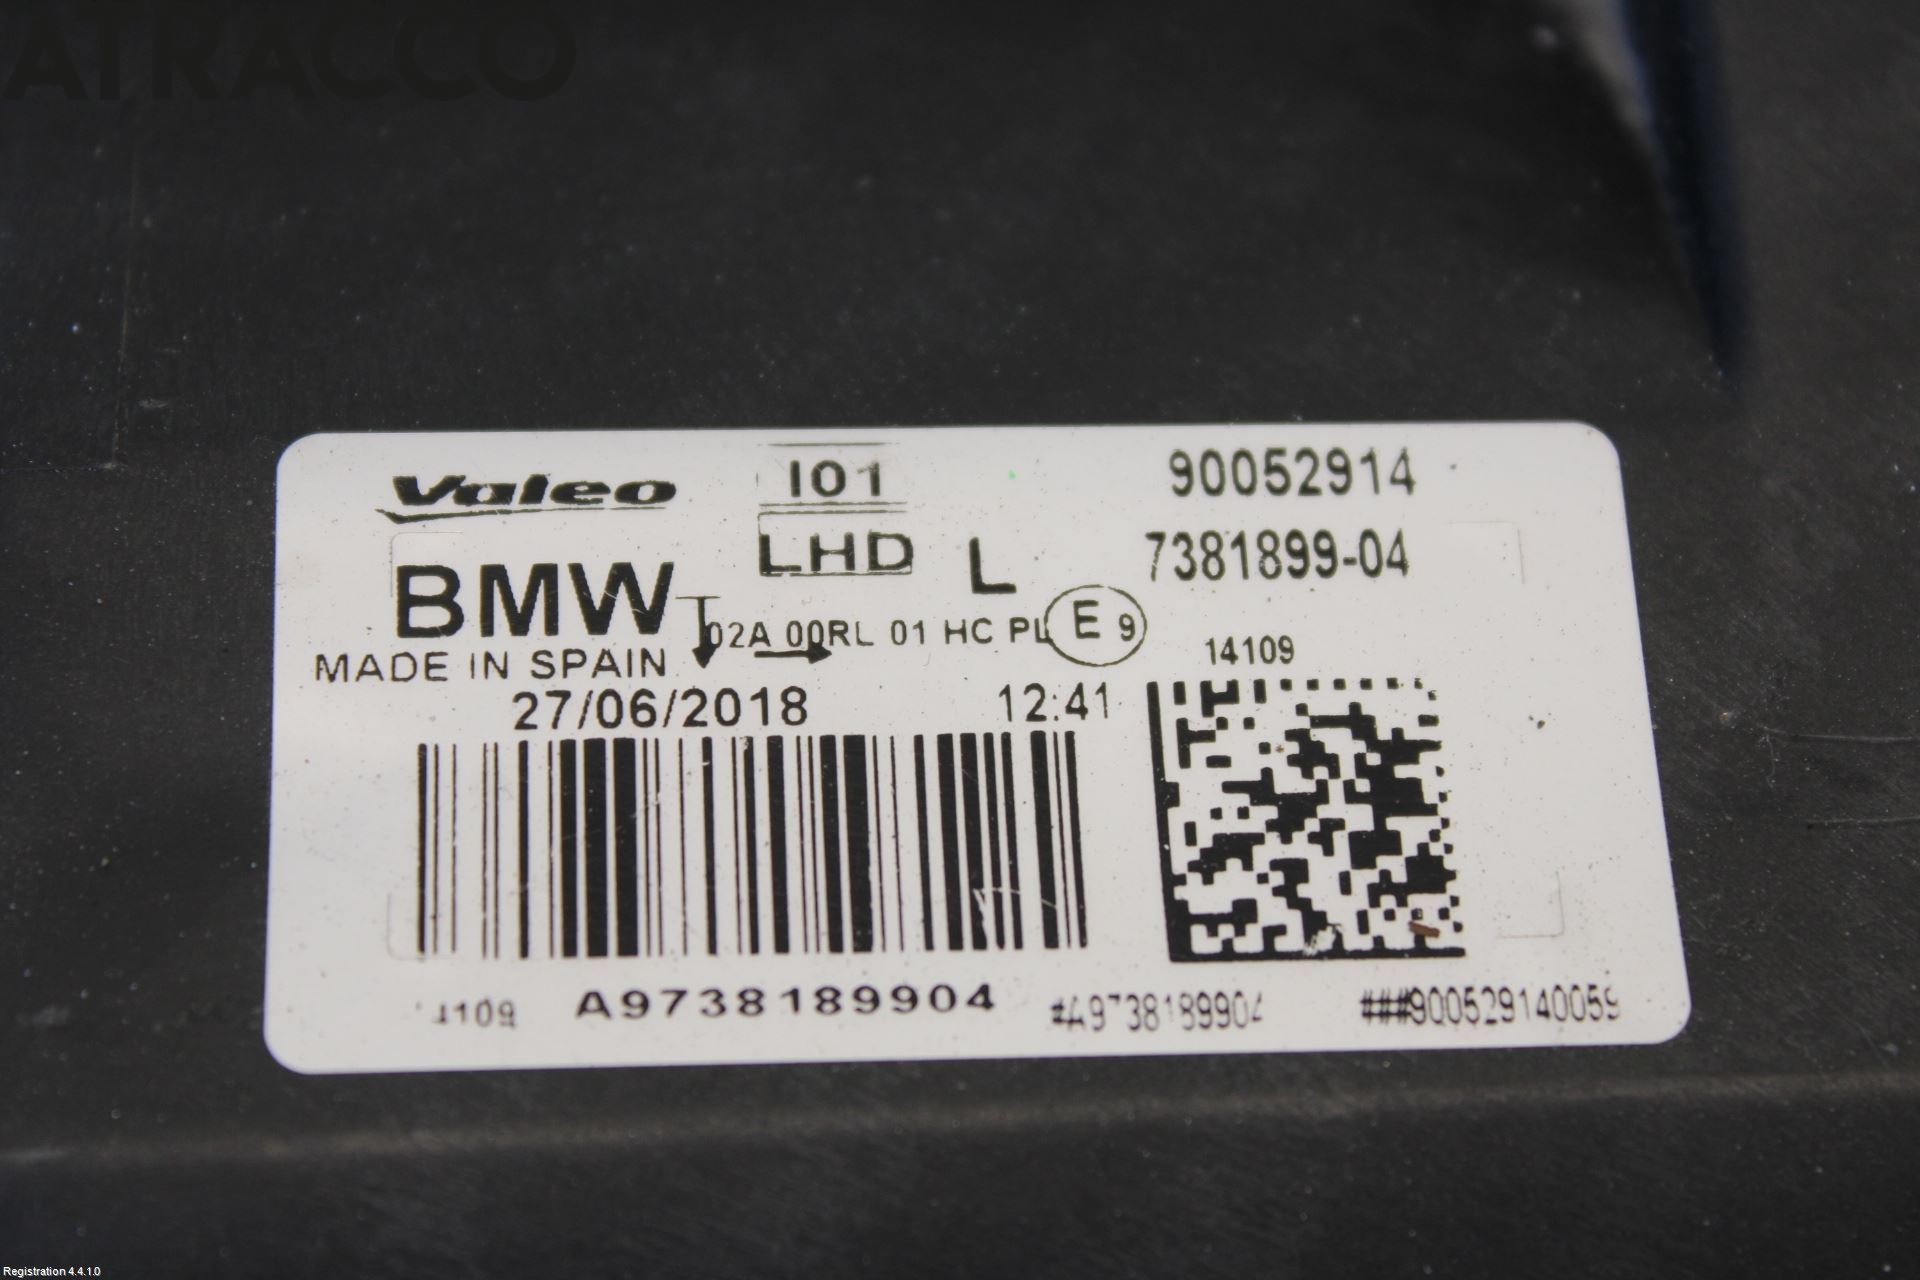 ATRACCO
Valeo
I01
90052914
LHD L
7381899-04
BMW
02A 00RL 01 HC PL E 9
MADE IN SPAIN
14109
27/06/2018 12:41
14109 A9738189904 #A9738189904 ###900529140059
Registration 4.4.1.0